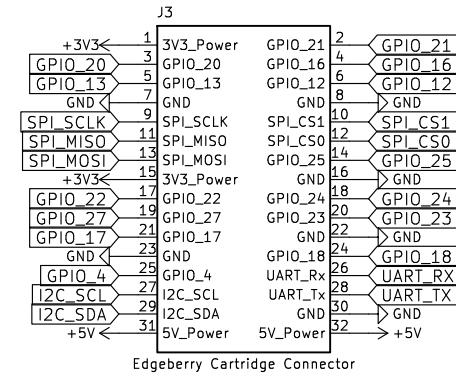 J3
+3V3 1 3V3_Power GPIO_21 2 GPIO_21
GPIO_20 3 GPIO_20 GPIO_16 4 GPIO_16
GPIO_13 5 GPIO_13 GPIO_12 6 GPIO_12
GND 7 GND GND 8 GND
SPI_SCLK 9 SPI_SCLK SPI_CS1 10 SPI_CS1
SPI_MISO 11 SPI_MISO SPI_CS0 12 SPI_CS0
SPI_MOSI 13 SPI_MOSI GPIO_25 14 GPIO_25
+3V3 15 3V3_Power GND 16 GND
GPIO_22 17 GPIO_22 GPIO_24 18 GPIO_24
GPIO_27 19 GPIO_27 GPIO_23 20 GPIO_23
GPIO_17 21 GPIO_17 GND 22 GND
GND 23 GND GPIO_18 24 GPIO_18
GPIO_4 25 GPIO_4 UART_Rx 26 UART_RX
I2C_SCL 27 I2C_SCL UART_Tx 28 UART_TX
I2C_SDA 29 I2C_SDA GND 30 GND
+5V 31 5V_Power 5V_Power 32 +5V
Edgeberry Cartridge Connector